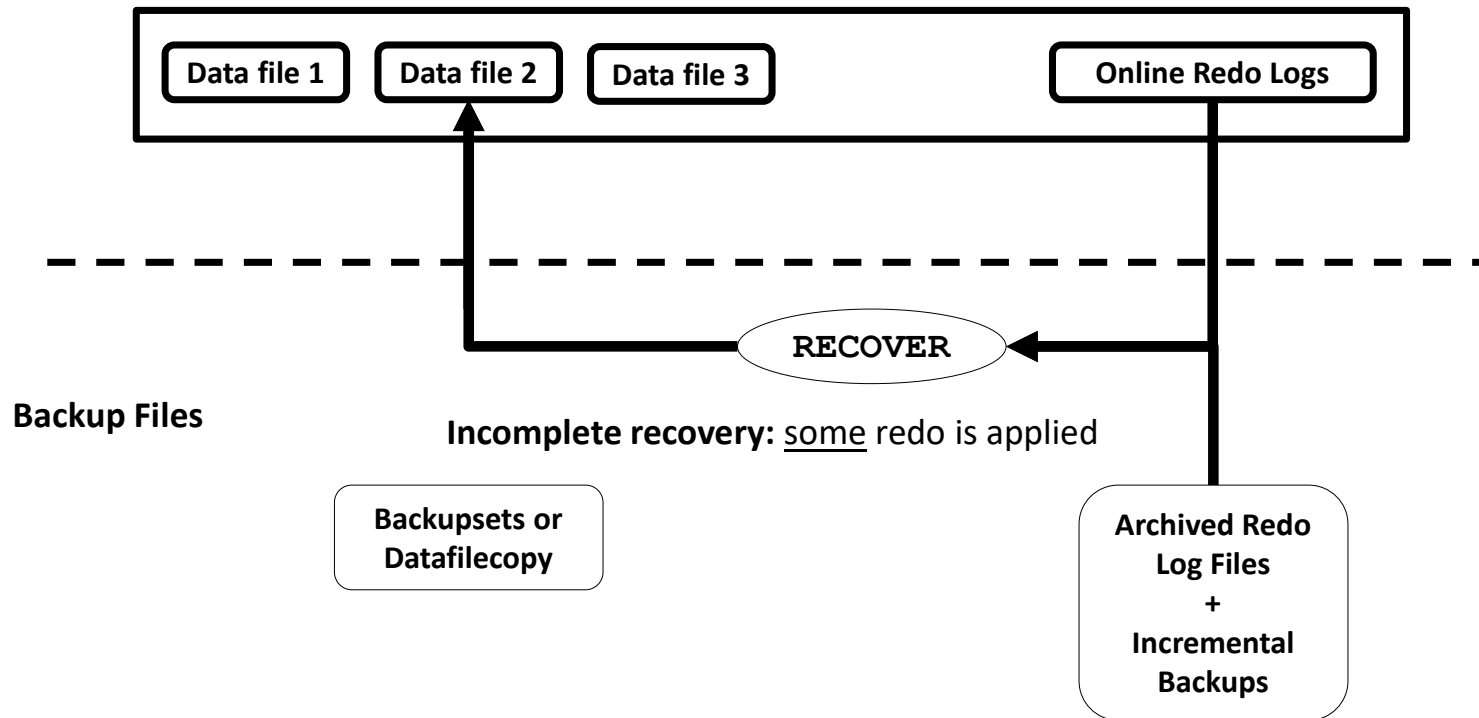 Data file 1
Data file 2
Data file 3
Online Redo Logs
RECOVER
Backup Files
Incomplete recovery: some redo is applied
Backupsets or
Datafilecopy
Archived Redo
Log Files
+
Incremental
Backups